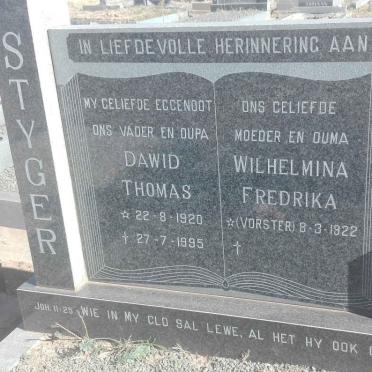 STYGER
IN LIEFDEVOLLE HERINNERING AAN
MY GELIEFDE EGGENOOT
ONS VADER EN OUPA
DAWID
THOMAS
☆ 22-8-1920
† 27-7-1995
ONS GELIEFDE
MOEDER EN OUMA
WILHELMINA
FREDRIKA
☆ (VORSTER) 8-3-1922
†
JOH. 11:25 WIE IN MY GLO SAL LEWE, AL HET HY OOK